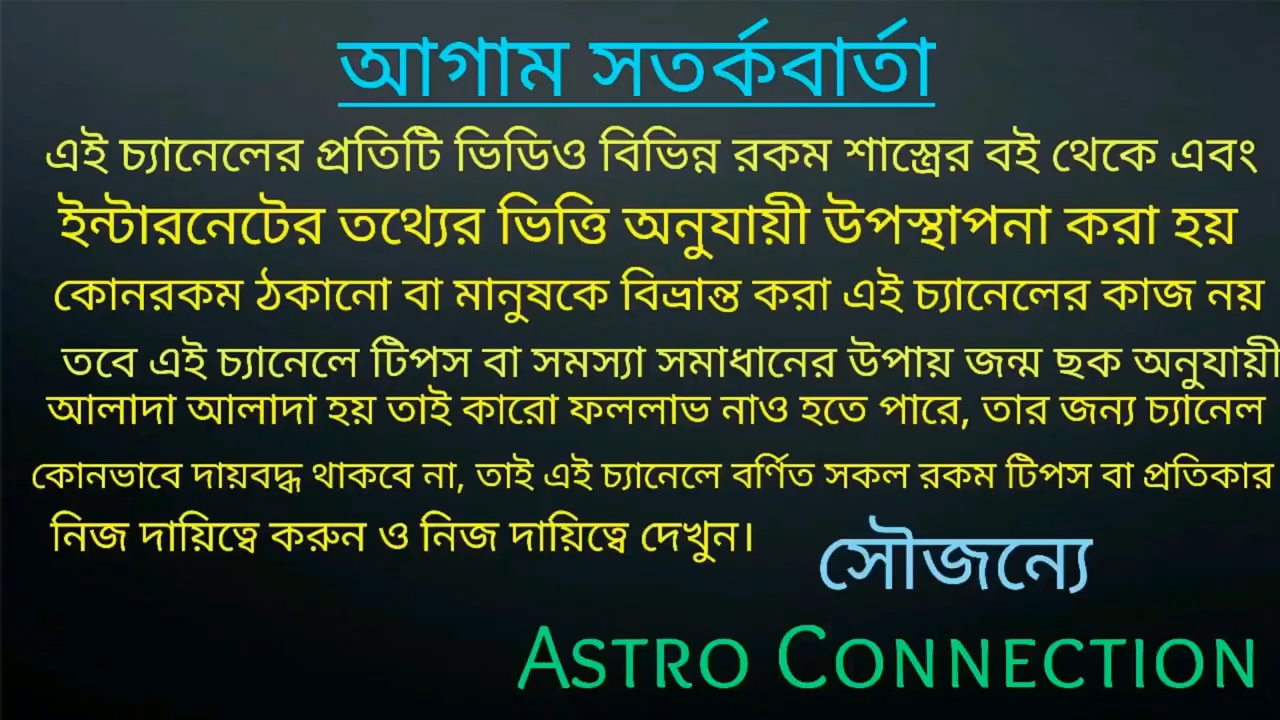 আগাম সতর্কবার্তা
এই চ্যানেলের প্রতিটি ভিডিও বিভিন্ন রকম শাস্ত্রের বই থেকে এবং
ইন্টারনেটের তথ্যের ভিত্তি অনুযায়ী উপস্থাপনা করা হয়
কোনরকম ঠকানো বা মানুষকে বিভ্রান্ত করা এই চ্যানেলের কাজ নয়
তবে এই চ্যানেলে টিপস বা সমস্যা সমাধানের উপায় জন্ম ছক অনুযায়ী
আলাদা আলাদা হয় তাই কারো ফললাভ নাও হতে পারে, তার জন্য চ্যানেল
কোনভাবে দায়বদ্ধ থাকবে না, তাই এই চ্যানেলে বর্ণিত সকল রকম টিপস বা প্রতিকার
নিজ দায়িত্বে করুন ও নিজ দায়িত্বে দেখুন।
সৌজন্যে
ASTRO CONNECTION